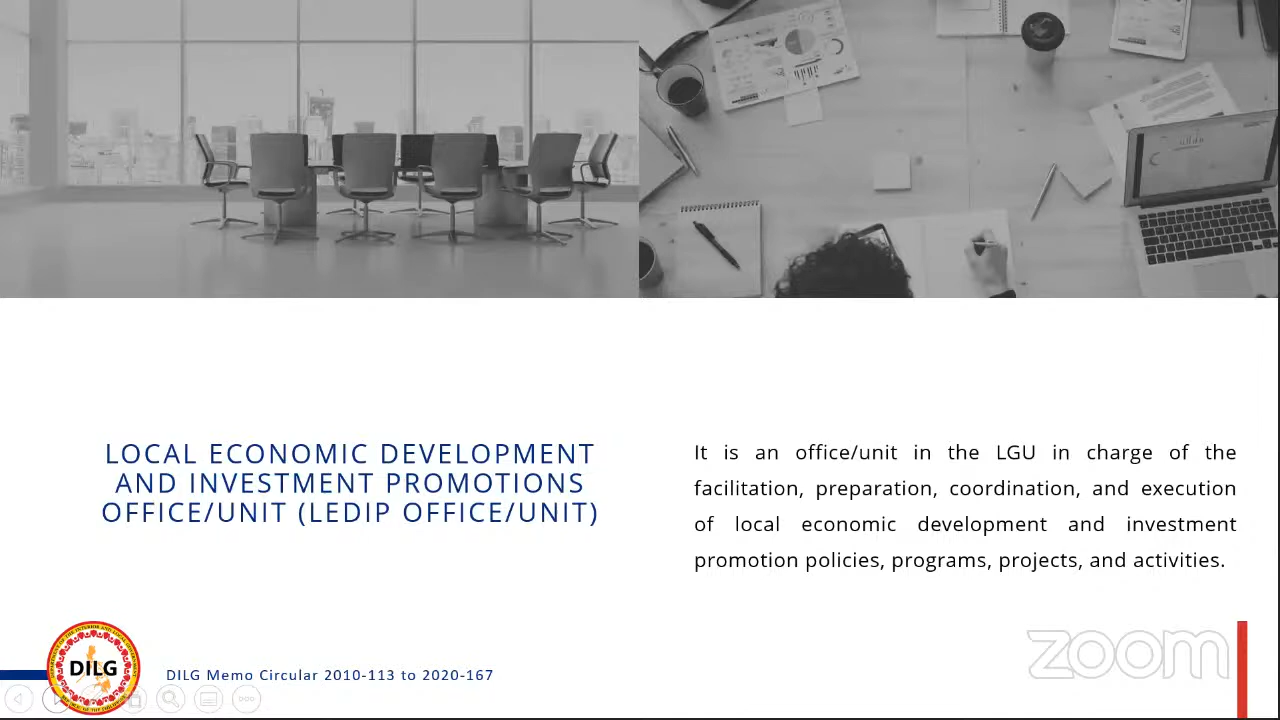 LOCAL ECONOMIC DEVELOPMENT
AND INVESTMENT PROMOTIONS
OFFICE/UNIT (LEDIP OFFICE/UNIT)
It is an office/unit in the LGU in charge of the
facilitation, preparation, coordination, and execution
of local economic development and investment
promotion policies, programs, projects, and activities.
DILG
DILG Memo Circular 2010-113 to 2020-167
zoom